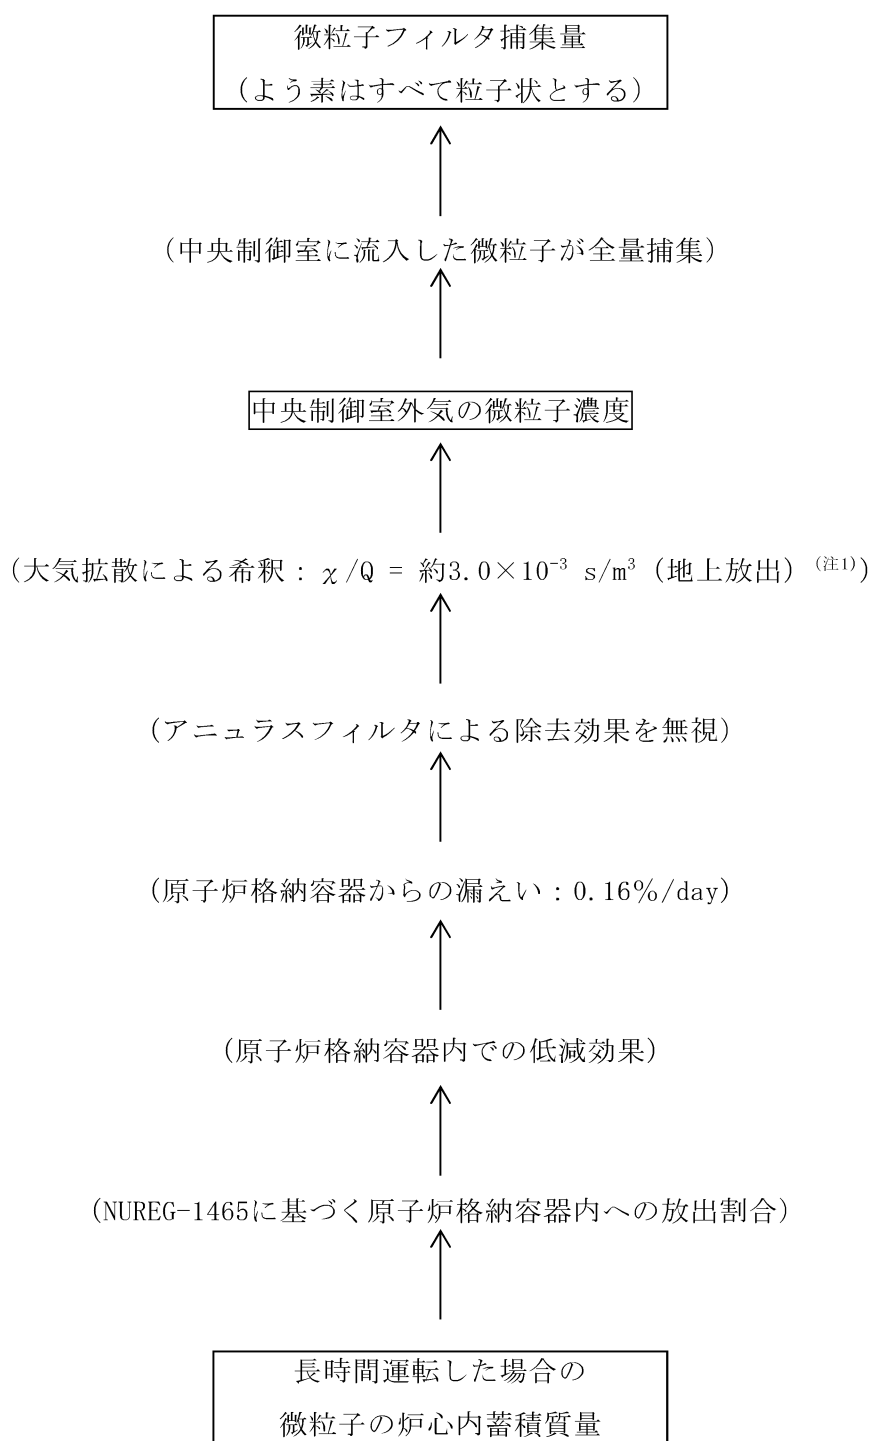 微粒子フィルタ捕集量
（よう素はすべて粒子状とする）
（中央制御室に流入した微粒子が全量捕集）
中央制御室外気の微粒子濃度
（大気拡散による希釈：χ/Q = 約3.0×10⁻³ s/m³（地上放出）（注1））
（アニュラスフィルタによる除去効果を無視）
（原子炉格納容器からの漏えい：0.16％/day）
（原子炉格納容器内での低減効果）
（NUREG-1465に基づく原子炉格納容器内への放出割合）
長時間運転した場合の
微粒子の炉心内蓄積質量